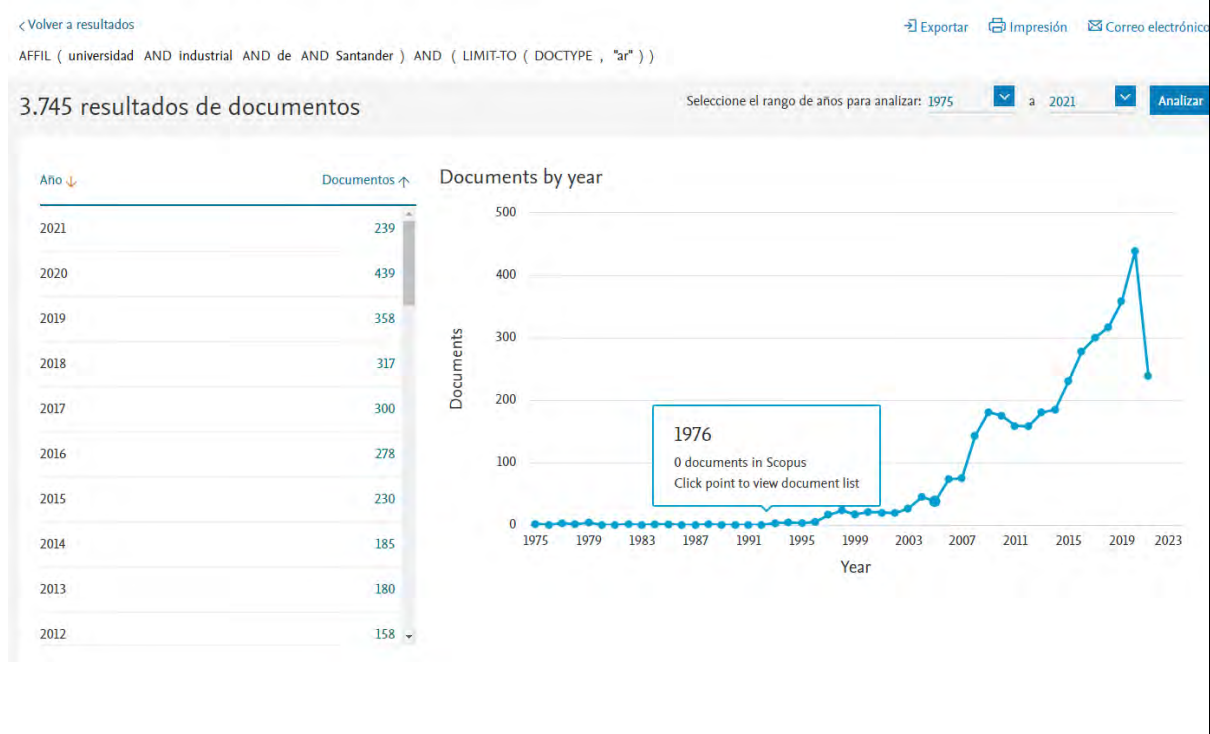 Volver a resultados
Exportar Impresión Correo electrónico
AFFIL ( universidad AND industrial AND de AND Santander ) AND ( LIMIT-TO ( DOCTYPE , "ar" ) )
3.745 resultados de documentos
Seleccione el rango de años para analizar: 1975 a 2021 Analizar
Año Documentos
2021 239
2020 439
2019 358
2018 317
2017 300
2016 278
2015 230
2014 185
2013 180
2012 158
Documents by year
500
400
300
200
100
0
Documents
1976
0 documents in Scopus
Click point to view document list
1975 1979 1983 1987 1991 1995 1999 2003 2007 2011 2015 2019 2023
Year